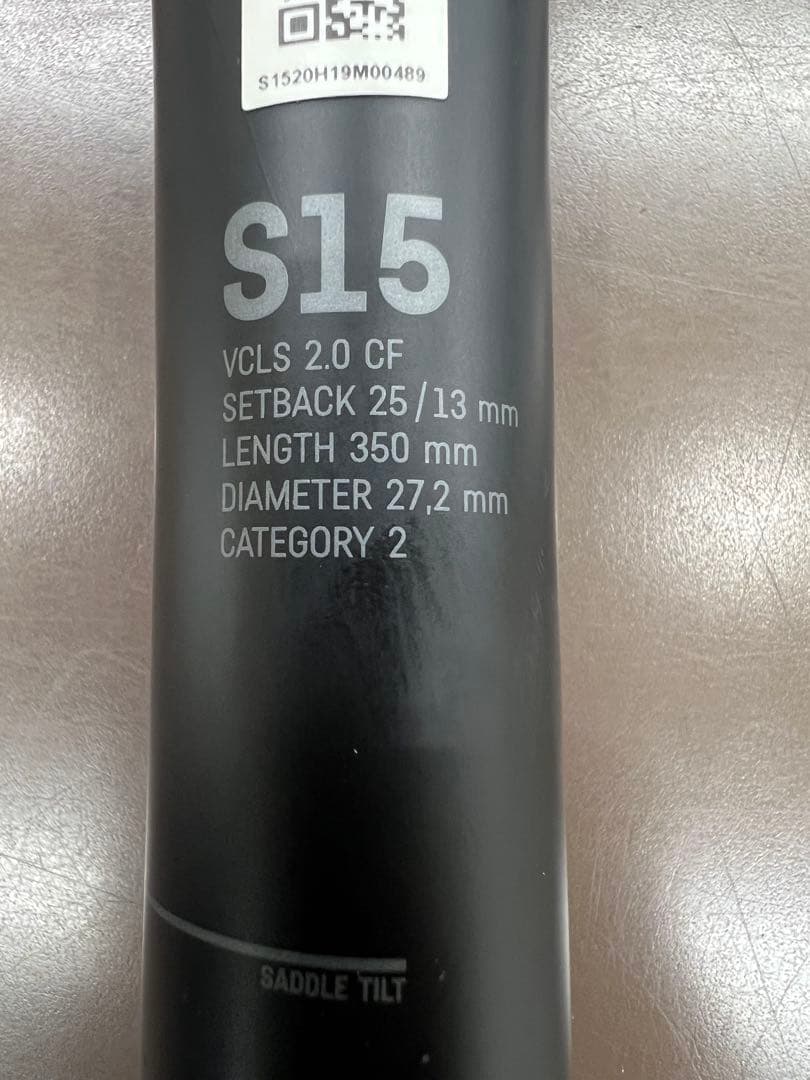 S1520H19M00489
S15
VCLS 2.0 CF
SETBACK 25/13 mm
LENGTH 350 mm
DIAMETER 27,2 mm
CATEGORY 2
SADDLE TILT